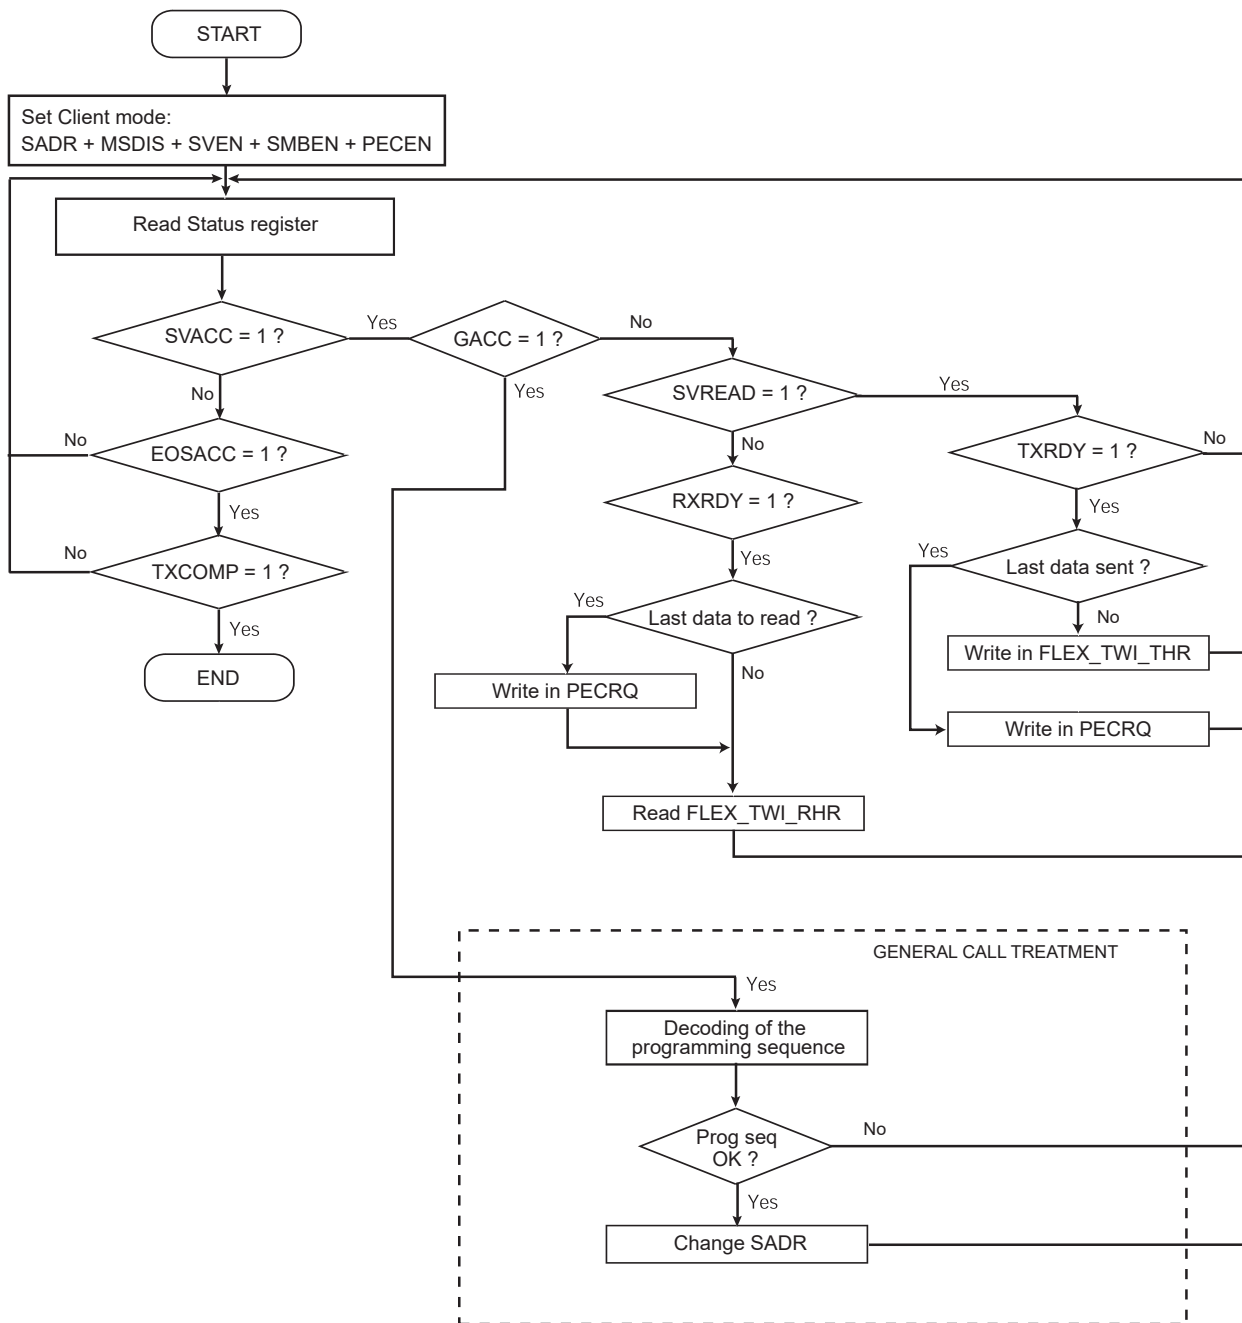 START
Set Client mode:
SADR + MSDIS + SVEN + SMBEN + PECEN
Read Status register
SVACC = 1 ?
Yes
GACC = 1 ?
No
No
Yes
SVREAD = 1 ?
Yes
No
EOSACC = 1 ?
No
TXRDY = 1 ?
No
Yes
RXRDY = 1 ?
Yes
No
TXCOMP = 1 ?
Yes
Yes
Last data sent ?
Yes
Yes
Last data to read ?
No
No
Write in FLEX_TWI_THR
END
Write in PECRQ
Write in PECRQ
Read FLEX_TWI_RHR
GENERAL CALL TREATMENT
Yes
Decoding of the
programming sequence
Prog seq
OK ?
No
Yes
Change SADR